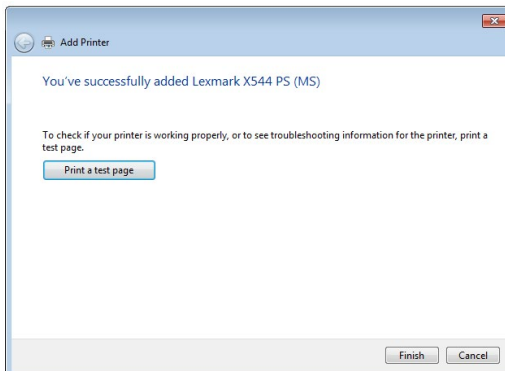 Add Printer
You've successfully added Lexmark X544 PS (MS)
To check if your printer is working properly, or to see troubleshooting information for the printer, print a
test page.
Print a test page
Finish Cancel